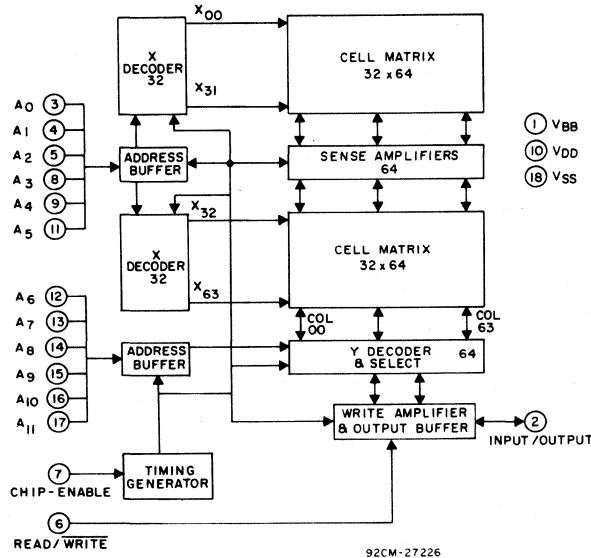 X00
X
DECODER
32
X31
CELL MATRIX
32 x 64
A0 3
A1 4
A2 5
A3 8
A4 9
A5 11
ADDRESS
BUFFER
SENSE AMPLIFIERS
64
1 VBB
10 VDD
18 VSS
X32
X
DECODER
32
X63
CELL MATRIX
32 x 64
COL
00
COL
63
A6 12
A7 13
A8 14
A9 15
A10 16
A11 17
ADDRESS
BUFFER
Y DECODER 64
& SELECT
WRITE AMPLIFIER
& OUTPUT BUFFER
2
INPUT/OUTPUT
7
CHIP-ENABLE
TIMING
GENERATOR
6
READ/WRITE
92CM-27226